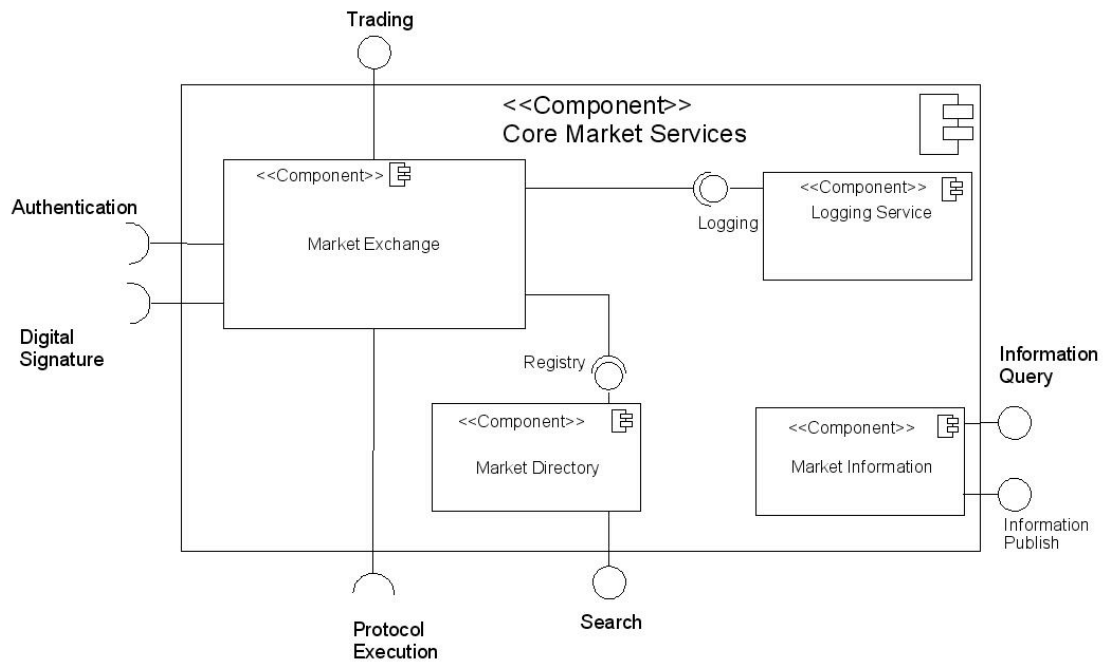 Trading
<<Component>>
Core Market Services
<<Component>>
Market Exchange
<<Component>>
Logging Service
Logging
Authentication
Digital
Signature
Registry
<<Component>>
Market Directory
<<Component>>
Market Information
Information
Query
Information
Publish
Protocol
Execution
Search